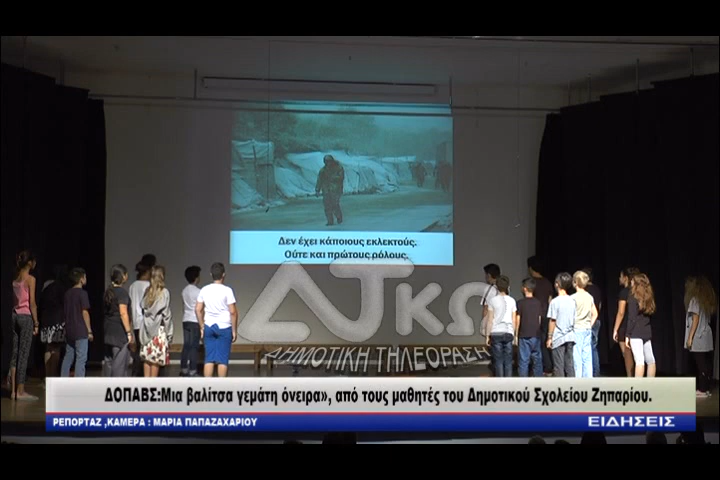 Δεν έχει κάποιους εκλεκτούς.
Ούτε και πρώτους ρόλους.
ΔΤΚΩ
ΔΗΜΟΤΙΚΗ ΤΗΛΕΟΡΑΣΗ
ΔΟΠΑΒΣ:Μια βαλίτσα γεμάτη όνειρα», από τους μαθητές του Δημοτικού Σχολείου Ζηπαρίου.
ΡΕΠΟΡΤΑΖ ,ΚΑΜΕΡΑ : ΜΑΡΙΑ ΠΑΠΑΖΑΧΑΡΙΟΥ
ΕΙΔΗΣΕΙΣ